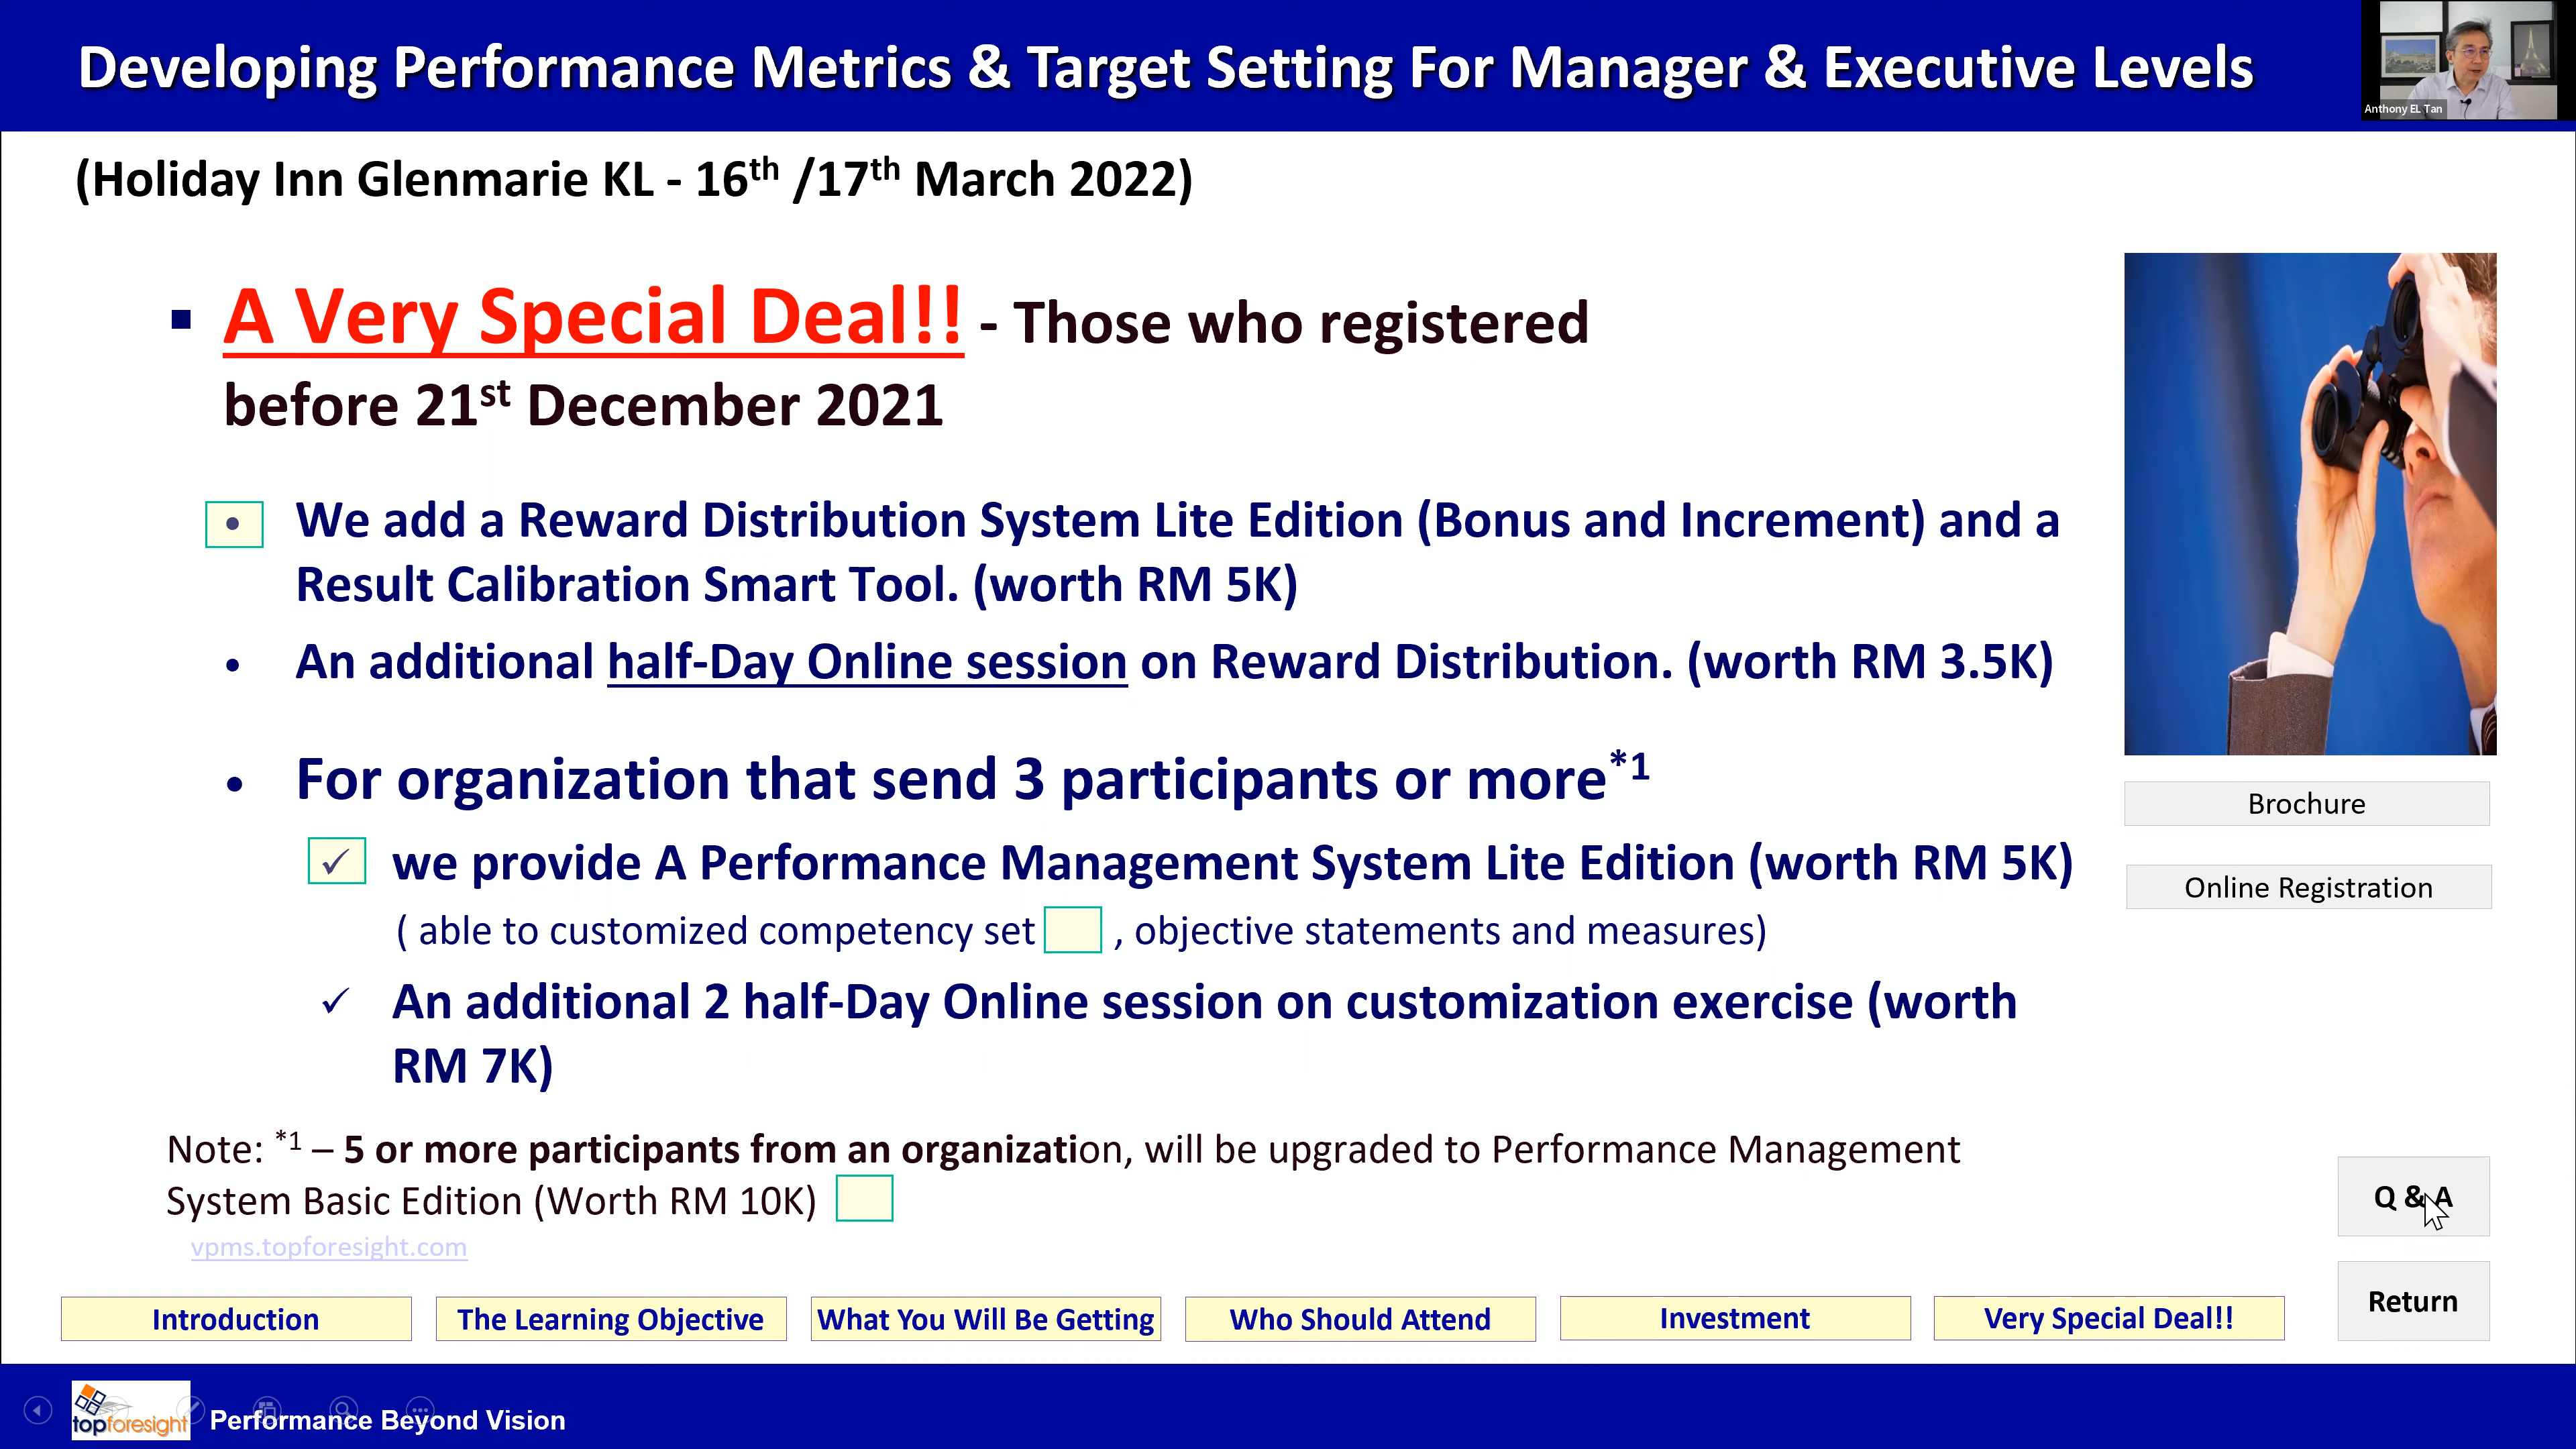 Developing Performance Metrics & Target Setting For Manager & Executive Levels
Anthony EL Tan
(Holiday Inn Glenmarie KL - 16th /17th March 2022)
▪ A Very Special Deal!! - Those who registered
before 21st December 2021
• We add a Reward Distribution System Lite Edition (Bonus and Increment) and a
Result Calibration Smart Tool. (worth RM 5K)
• An additional half-Day Online session on Reward Distribution. (worth RM 3.5K)
• For organization that send 3 participants or more*1
✓ we provide A Performance Management System Lite Edition (worth RM 5K)
( able to customized competency set , objective statements and measures)
✓ An additional 2 half-Day Online session on customization exercise (worth
RM 7K)
Brochure
Online Registration
Note: *1 – 5 or more participants from an organization, will be upgraded to Performance Management
System Basic Edition (Worth RM 10K)
vpms.topforesight.com
Q & A
Return
Introduction
The Learning Objective
What You Will Be Getting
Who Should Attend
Investment
Very Special Deal!!
topforesight
Performance Beyond Vision